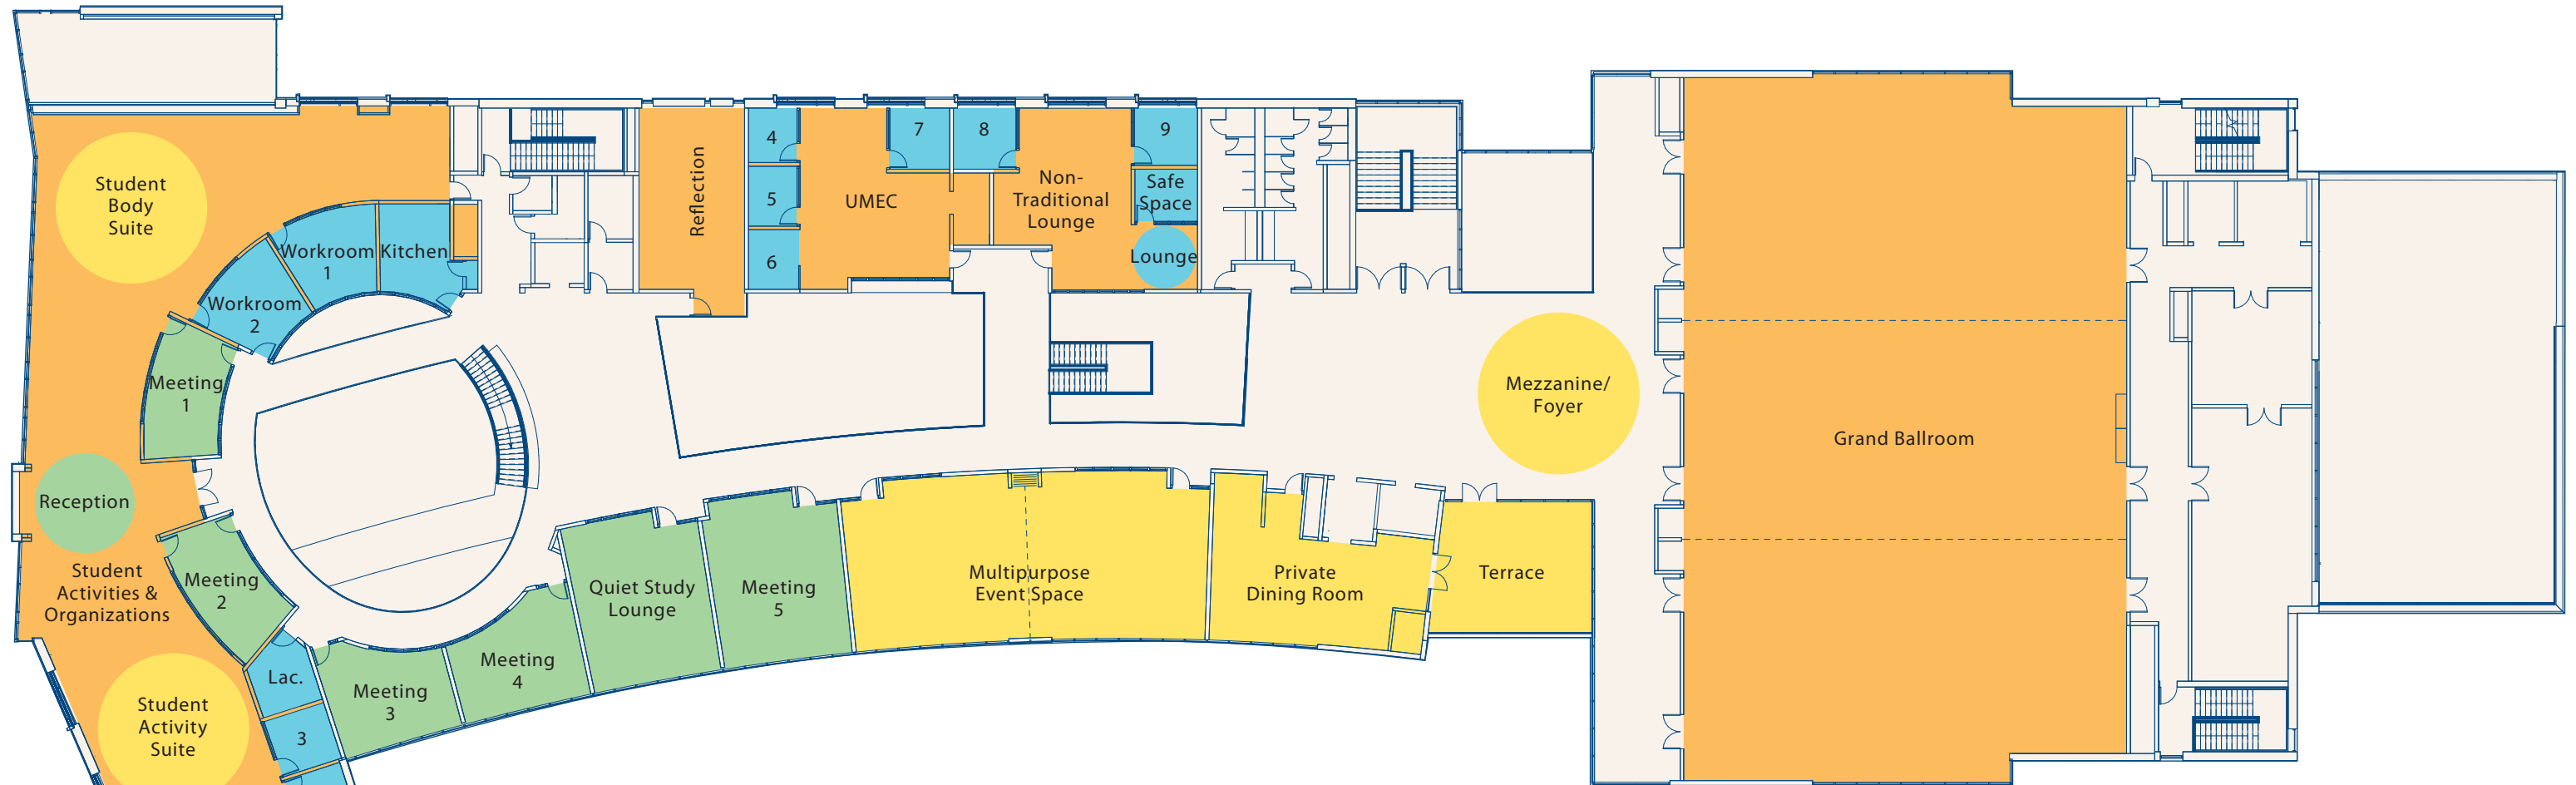 Student
Body
Suite
Workroom
1
Kitchen
Workroom
2
Meeting
1
Reception
Student
Activities &
Organizations
Meeting
2
Student
Activity
Suite
Lac.
3
Meeting
3
Meeting
4
Quiet Study
Lounge
Meeting
5
Reflection
4
5
6
UMEC
7
8
Non-
Traditional
Lounge
9
Safe
Space
Lounge
Multipurpose
Event Space
Private
Dining Room
Terrace
Mezzanine/
Foyer
Grand Ballroom